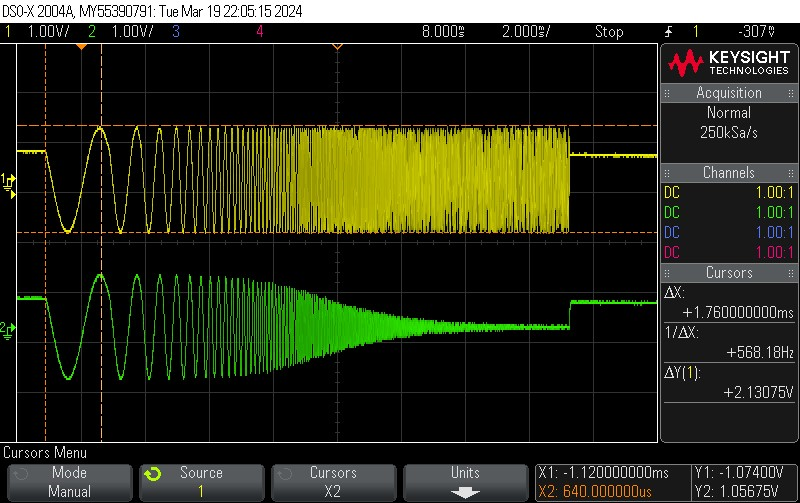 DSO-X 2004A, MY55390791: Tue Mar 19 22:05:15 2024
1 1.00V/ 2 1.00V/ 3 4 8.000s 2.000s/ Stop 1 -307V
KEYSIGHT
TECHNOLOGIES
Acquisition
Normal
250kSa/s
Channels
DC 1.00:1
DC 1.00:1
DC 1.00:1
DC 1.00:1
Cursors
ΔX:
+1.760000000ms
1/ΔX:
+568.18Hz
ΔY(1):
+2.13075V
1
2
Cursors Menu
Mode
Manual
Source
1
Cursors
X2
Units
X1: -1.120000000ms
X2: 640.000000us
Y1: -1.07400V
Y2: 1.05675V